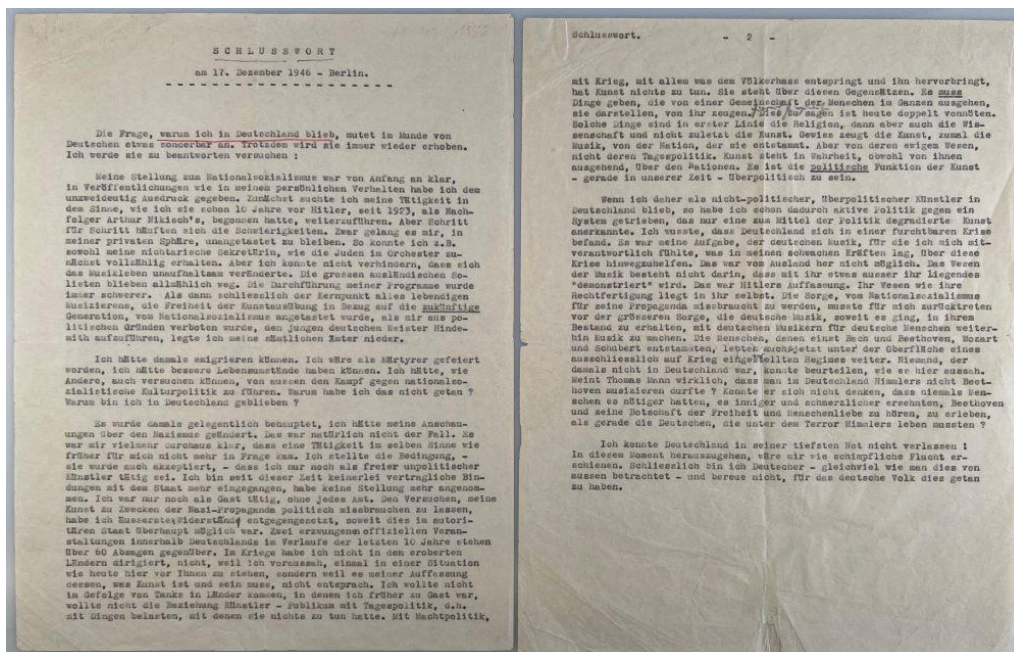 SCHLUSSWORT
am 17. Dezember 1946 - Berlin.
Die Frage, warum ich in Deutschland blieb, mutet im Munde von
Deutschen etwas sonderbar an. Trotzdem wird sie immer wieder erhoben.
Ich werde sie zu beantworten versuchen :
Meine Stellung zum Nationalsozialismus war von Anfang an klar,
in Veröffentlichungen wie in meinem persönlichen Verhalten habe ich dem
unzweideutig Ausdruck gegeben. Zunächst suchte ich meine Tätigkeit in
dem Sinne, wie ich sie schon 10 Jahre vor Hitler, seit 1923, als Nach-
folger Arthur Nikisch's, begonnen hatte, weiterzuführen. Aber Schritt
für Schritt häuften sich die Schwierigkeiten. Zwar gelang es mir, in
meiner privaten Sphäre, unangetastet zu bleiben. So konnte ich z.B.
sowohl meine nichtarische Sekretärin, wie die Juden im Orchester zu-
nächst vollzählig erhalten. Aber ich konnte nicht verhindern, dass sich
das Musikleben unaufhaltsam veränderte. Die grossen ausländischen So-
listen blieben allmählich weg. Die Durchführung meiner Programme wurde
immer schwerer. Als dann schliesslich der Kernpunkt alles lebendigen
Musizierens, die Freiheit der Kunstausübung in Bezug auf die zukünftige
Generation, vom Nationalsozialismus angetastet wurde, als mir aus po-
litischen Gründen verboten wurde, den jungen deutschen Meister Hinde-
mith aufzuführen, legte ich meine sämtlichen Ämter nieder.
Ich hätte damals emigrieren können. Ich wäre als Märtyrer gefeiert
worden, ich hätte bessere Lebensumstände haben können. Ich hätte, wie
Andere, auch versuchen können, von aussen den Kampf gegen nationalso-
zialistische Kulturpolitik zu führen. Warum habe ich das nicht getan ?
Warum bin ich in Deutschland geblieben ?
Es wurde damals gelegentlich behauptet, ich hätte meine Anschau-
ungen über den Nazismus geändert. Das war natürlich nicht der Fall. Es
war mir vielmehr durchaus klar, dass eine Tätigkeit im selben Sinne wie
früher für mich nicht mehr in Frage kam. Ich stellte die Bedingung, -
sie wurde auch akzeptiert, - dass ich nur noch als freier unpolitischer
Künstler tätig sei. Ich bin seit dieser Zeit keinerlei vertragliche Bin-
dungen mit dem Staat mehr eingegangen, habe keine Stellung mehr angenom-
men. Ich war nur noch als Gast tätig, ohne jedes Amt. Den Versuchen, meine
Kunst zu Zwecken der Nazi-Propaganda politisch missbrauchen zu lassen,
habe ich äusserste Widerstände entgegengesetzt, soweit dies im autori-
tären Staat überhaupt möglich war. Zwei erzwungenen offiziellen Veran-
staltungen innerhalb Deutschlands im Verlaufe der letzten 10 Jahre stehen
über 60 Absagen gegenüber. Im Kriege habe ich nicht in den eroberten
Ländern dirigiert, nicht, weil ich voraussah, einmal in einer Situation
wie heute hier vor Ihnen zu stehen, sondern weil es meiner Auffassung
dessen, was Kunst ist und sein muss, nicht entsprach. Ich wollte nicht
im Gefolge von Tanks in Länder kommen, in denen ich früher zu Gast war,
wollte nicht die Beziehung Künstler - Publikum mit Tagespolitik, d.h.
mit Dingen belasten, mit denen sie nichts zu tun hatte. Mit Machtpolitik,
Schlusswort.
- 2 -
mit Krieg, mit allem was dem Völkerhass entspringt und ihn hervorbringt,
hat Kunst nichts zu tun. Sie steht über diesen Gegensätzen. Es muss
Dinge geben, die von einer Gemeinschaft der Menschen im Ganzen ausgehen,
sie darstellen, von ihr zeugen. Dies zu sagen ist heute doppelt vonnöten.
Solche Dinge sind in erster Linie die Religion, dann aber auch die Wis-
senschaft und nicht zuletzt die Kunst. Gewiss zeugt die Kunst, zumal die
Musik, von der Nation, der sie entstammt. Aber von deren ewigem Wesen,
nicht deren Tagespolitik. Kunst steht in Wahrheit, obwohl von ihnen
ausgehend, über den Nationen. Es ist die politische Funktion der Kunst
- gerade in unserer Zeit - überpolitisch zu sein.
Wenn ich daher als nicht-politischer, überpolitischer Künstler in
Deutschland blieb, so habe ich schon dadurch aktive Politik gegen ein
System getrieben, das nur eine zum Mittel der Politik degradierte Kunst
anerkannte. Ich wusste, dass Deutschland sich in einer furchtbaren Krise
befand. Es war meine Aufgabe, der deutschen Musik, für die ich mich mit-
verantwortlich fühlte, was in meinen schwachen Kräften lag, über diese
Krise hinwegzuhelfen. Das war vom Ausland her nicht möglich. Das Wesen
der Musik besteht nicht darin, dass mit ihr etwas ausser ihr Liegendes
"demonstriert" wird. Das war Hitlers Auffassung. Ihr Wesen wie ihre
Rechtfertigung liegt in ihr selbst. Die Sorge, vom Nationalsozialismus
für seine Propaganda missbraucht zu werden, musste für mich zurücktreten
vor der grösseren Sorge, die deutsche Musik, soweit es ging, in ihrem
Bestand zu erhalten, mit deutschen Musikern für deutsche Menschen weiter-
hin Musik zu machen. Die Menschen, denen einst Bach und Beethoven, Mozart
und Schubert entstammten, lebten auch jetzt unter der Oberfläche eines
ausschliesslich auf Krieg eingestellten Regimes weiter. Niemand, der
damals nicht in Deutschland war, konnte beurteilen, wie es hier aussah.
Meint Thomas Mann wirklich, dass man im Deutschland Himmlers nicht Beet-
hoven musizieren durfte ? Konnte er sich nicht denken, dass niemals Men-
schen es nötiger hatten, es inniger und schmerzlicher ersehnten, Beethoven
und seine Botschaft der Freiheit und Menschenliebe zu hören, zu erleben,
als gerade die Deutschen, die unter dem Terror Himmlers leben mussten ?
Ich konnte Deutschland in seiner tiefsten Not nicht verlassen !
In diesem Moment herauszugehen, wäre mir wie schimpfliche Flucht er-
schienen. Schliesslich bin ich Deutscher - gleichviel wie man dies von
aussen betrachtet - und bereue nicht, für das deutsche Volk dies getan
zu haben.